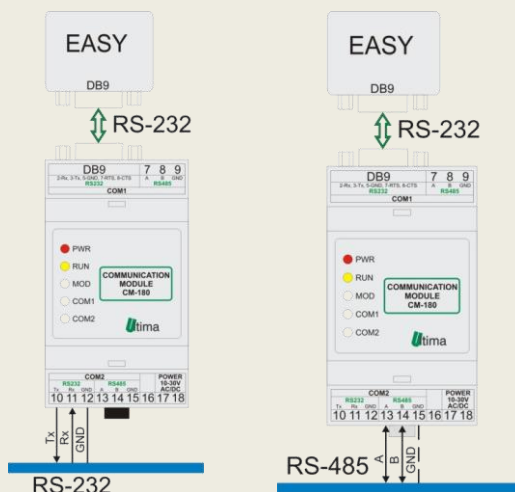 EASY
DB9
RS-232
DB9 7 8 9
2-Rx, 3-Tx, 5-GND, 7-RTS, 8-CTS A B GND
RS232 RS485
COM1
PWR
RUN
MOD
COM1
COM2
COMMUNICATION
MODULE
CM-180
Utima
COM2 POWER
RS232 RS485 10-30V
Tx Rx GND A B GND AC/DC
10 11 12 13 14 15 16 17 18
Tx
Rx
GND
RS-232
EASY
DB9
RS-232
DB9 7 8 9
2-Rx, 3-Tx, 5-GND, 7-RTS, 8-CTS A B GND
RS232 RS485
COM1
PWR
RUN
MOD
COM1
COM2
COMMUNICATION
MODULE
CM-180
Utima
COM2 POWER
RS232 RS485 10-30V
Tx Rx GND A B GND AC/DC
10 11 12 13 14 15 16 17 18
RS-485
A
B
GND